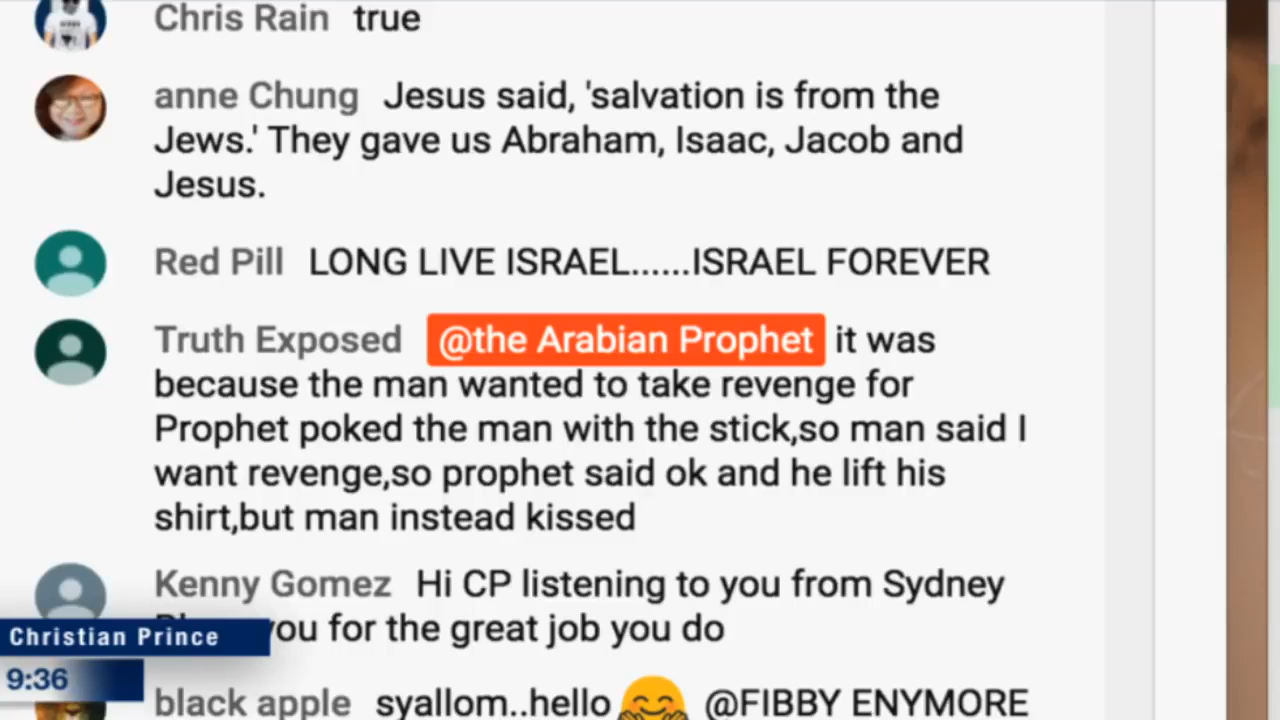 Chris Rain true
anne Chung Jesus said, 'salvation is from the
Jews.' They gave us Abraham, Isaac, Jacob and
Jesus.
Red Pill LONG LIVE ISRAEL......ISRAEL FOREVER
Truth Exposed @the Arabian Prophet it was
because the man wanted to take revenge for
Prophet poked the man with the stick,so man said I
want revenge,so prophet said ok and he lift his
shirt,but man instead kissed
Kenny Gomez Hi CP listening to you from Sydney
you for the great job you do
Christian Prince
9:36
black apple syallom..hello 🤗 @FIBBY ENYMORE